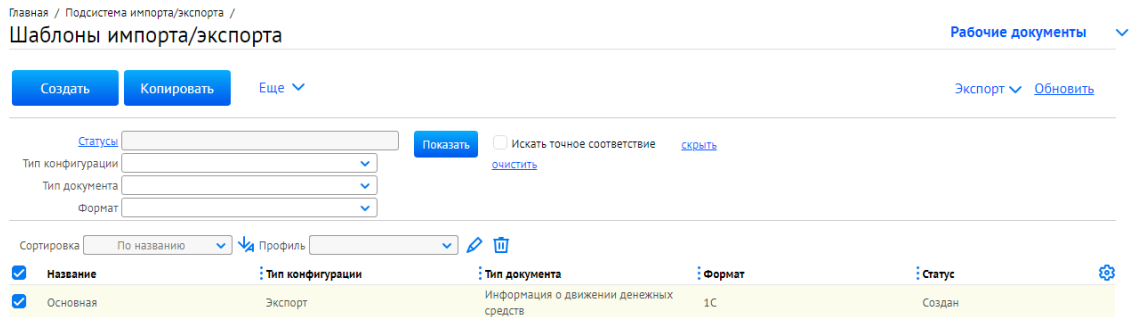 Главная / Подсистема импорта/экспорта /
Шаблоны импорта/экспорта
Рабочие документы
Создать Копировать Еще Экспорт Обновить
Статусы Показать Искать точное соответствие скрыть
Тип конфигурации очистить
Тип документа
Формат
Сортировка По названию Профиль
Название Тип конфигурации Тип документа Формат Статус
Основная Экспорт Информация о движении денежных средств 1С Создан